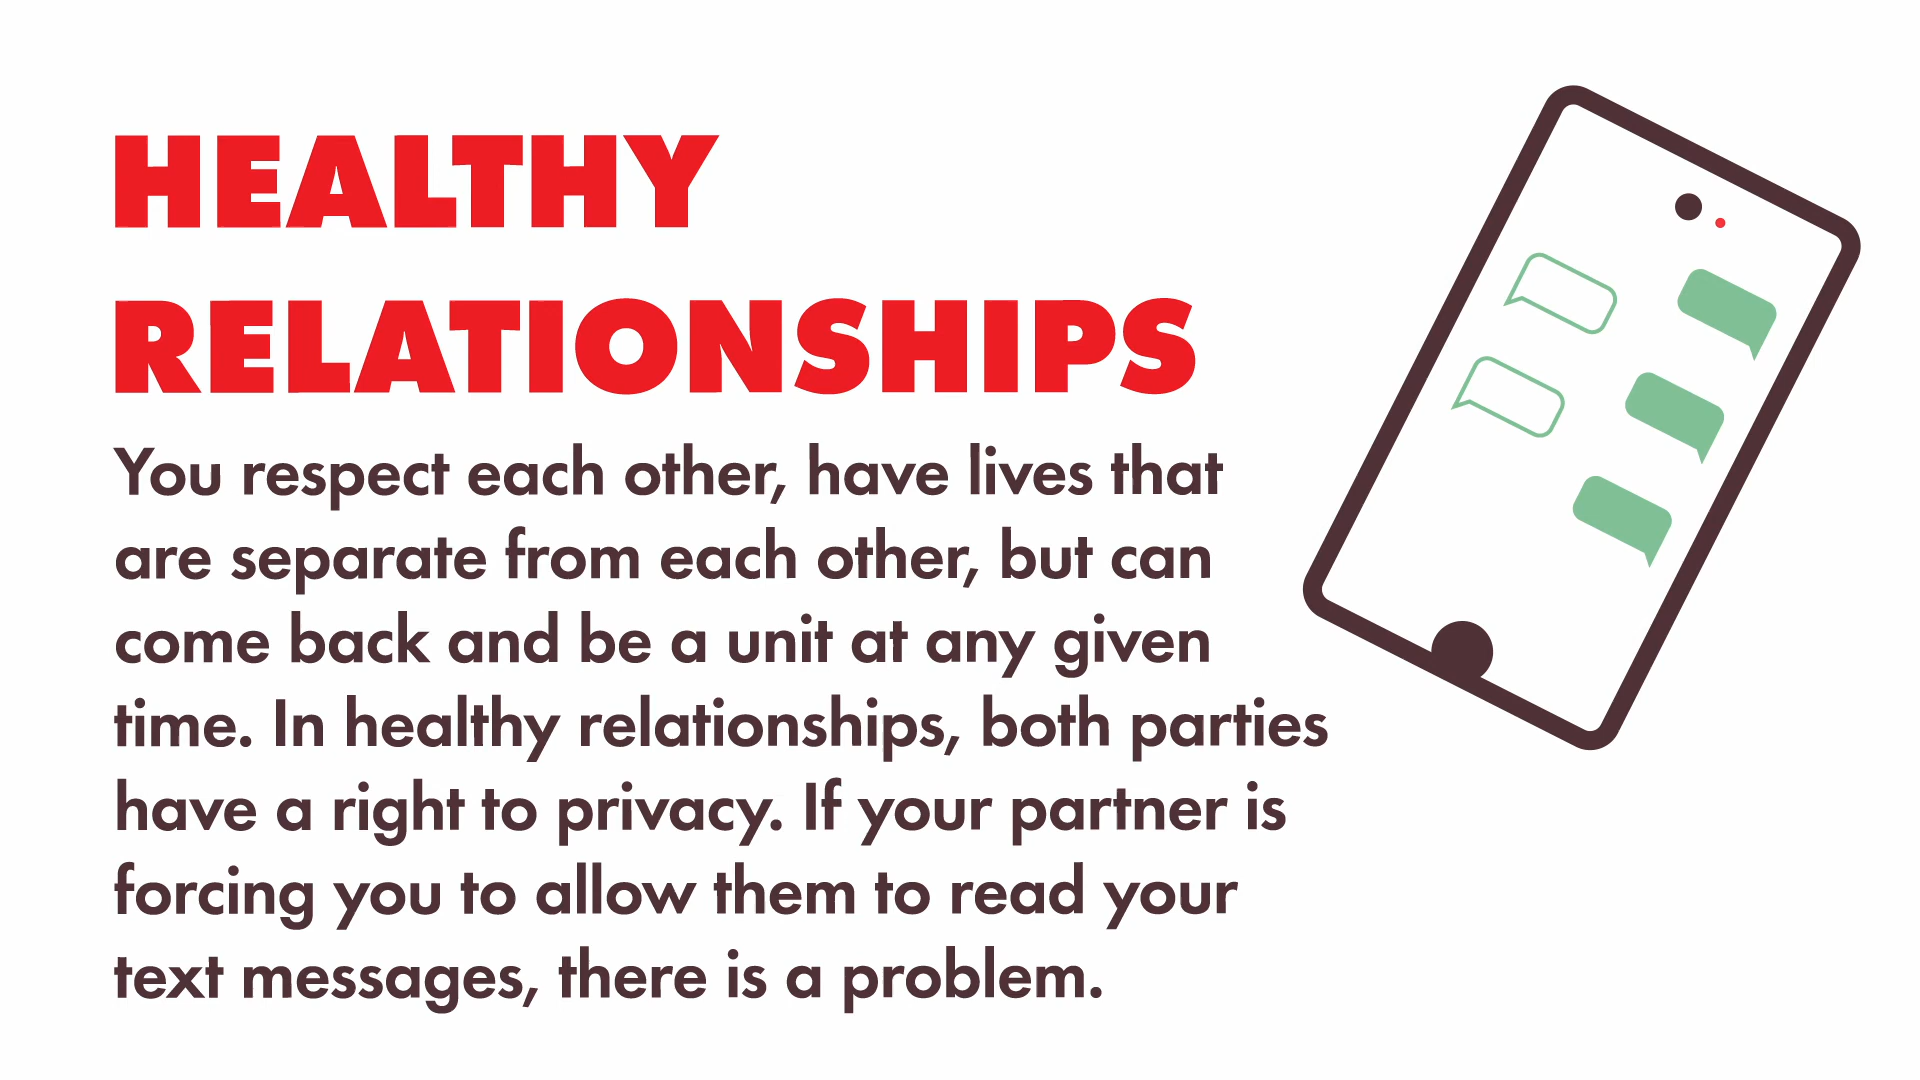 HEALTHY
RELATIONSHIPS
You respect each other, have lives that
are separate from each other, but can
come back and be a unit at any given
time. In healthy relationships, both parties
have a right to privacy. If your partner is
forcing you to allow them to read your
text messages, there is a problem.